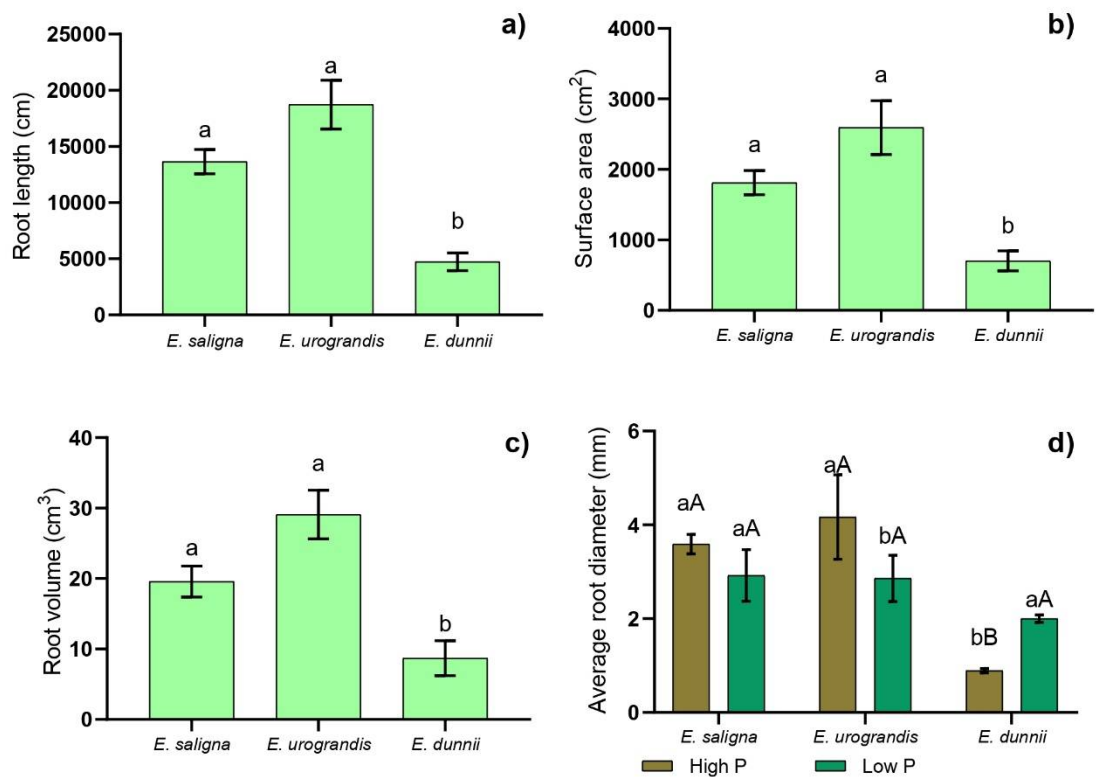 a)
Root length (cm)
25000
20000
15000
10000
5000
0
a
a
b
E. saligna
E. urograndis
E. dunnii
b)
Surface area (cm²)
4000
3000
2000
1000
0
a
a
b
E. saligna
E. urograndis
E. dunnii
c)
Root volume (cm³)
40
30
20
10
0
a
a
b
E. saligna
E. urograndis
E. dunnii
d)
Average root diameter (mm)
6
4
2
0
aA
aA
aA
bA
bB
aA
E. saligna
E. urograndis
E. dunnii
High P
Low P